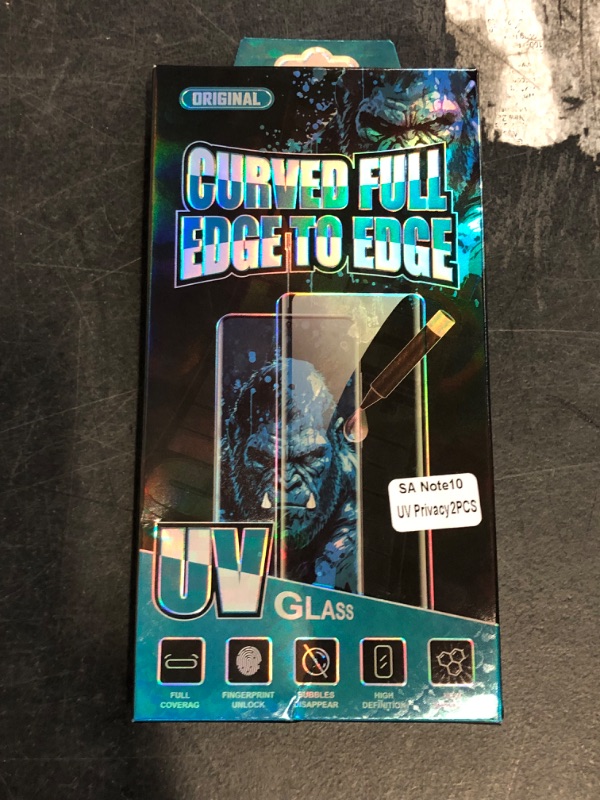 ORIGINAL
CURVED FULL
EDGE TO EDGE
SA Note10
UV Privacy2PCS
UV GLASS
FULL
COVERAG
FINGERPRINT
UNLOCK
BUBBLES
DISAPPEAR
HIGH
DEFINITION